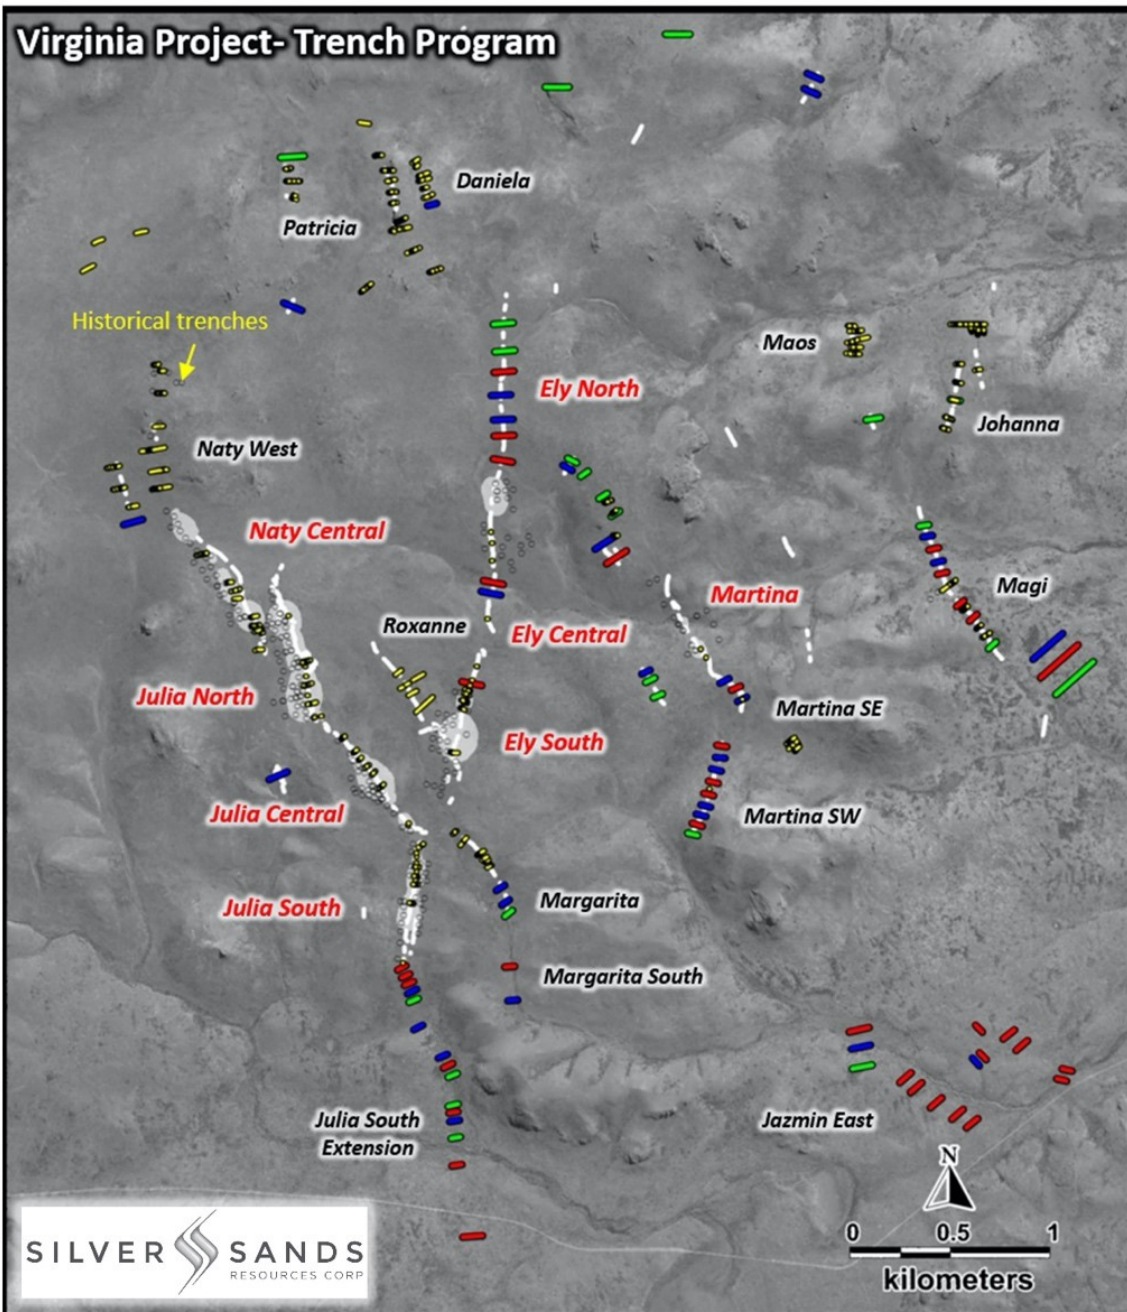 Virginia Project- Trench Program
Daniela
Patricia
Historical trenches
Maos
Ely North
Johanna
Naty West
Naty Central
Magi
Martina
Roxanne
Ely Central
Julia North
Martina SE
Ely South
Julia Central
Martina SW
Margarita
Julia South
Margarita South
Julia South
Extension
Jazmin East
N
0 0.5 1
kilometers
SILVER SANDS
RESOURCES CORP